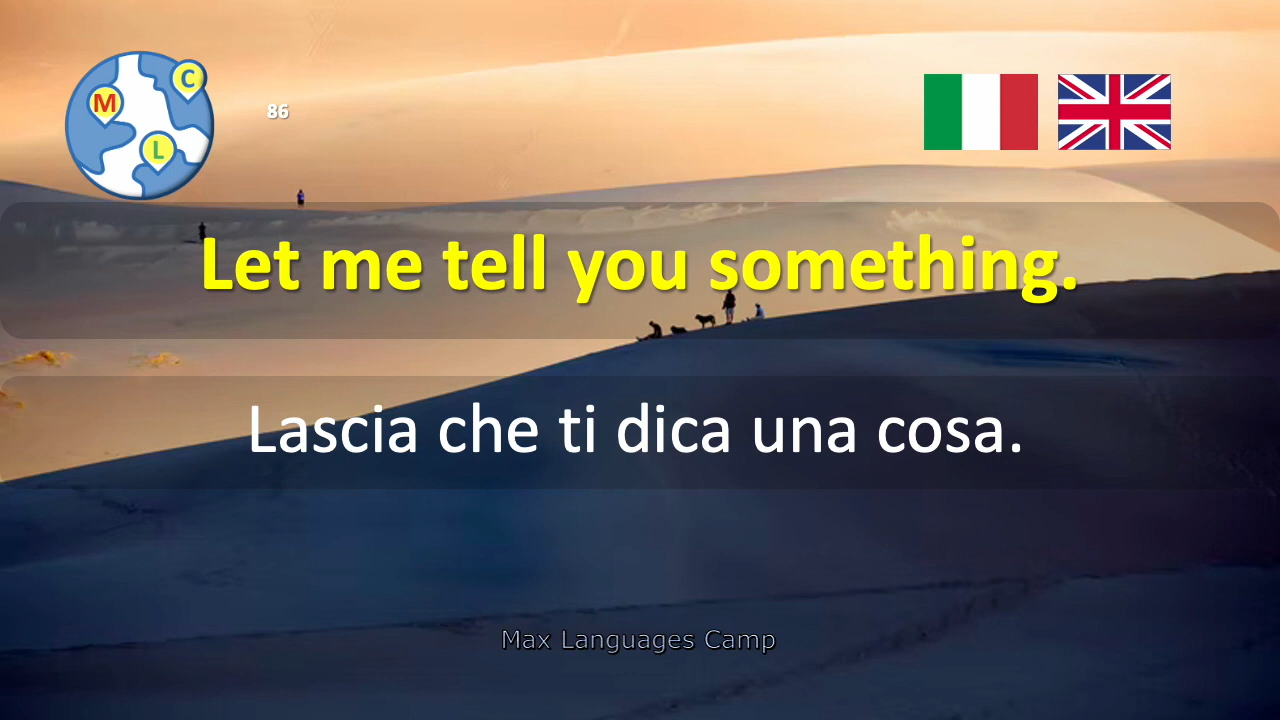 C
M
L
86
Let me tell you something.
Lascia che ti dica una cosa.
Max Languages Camp